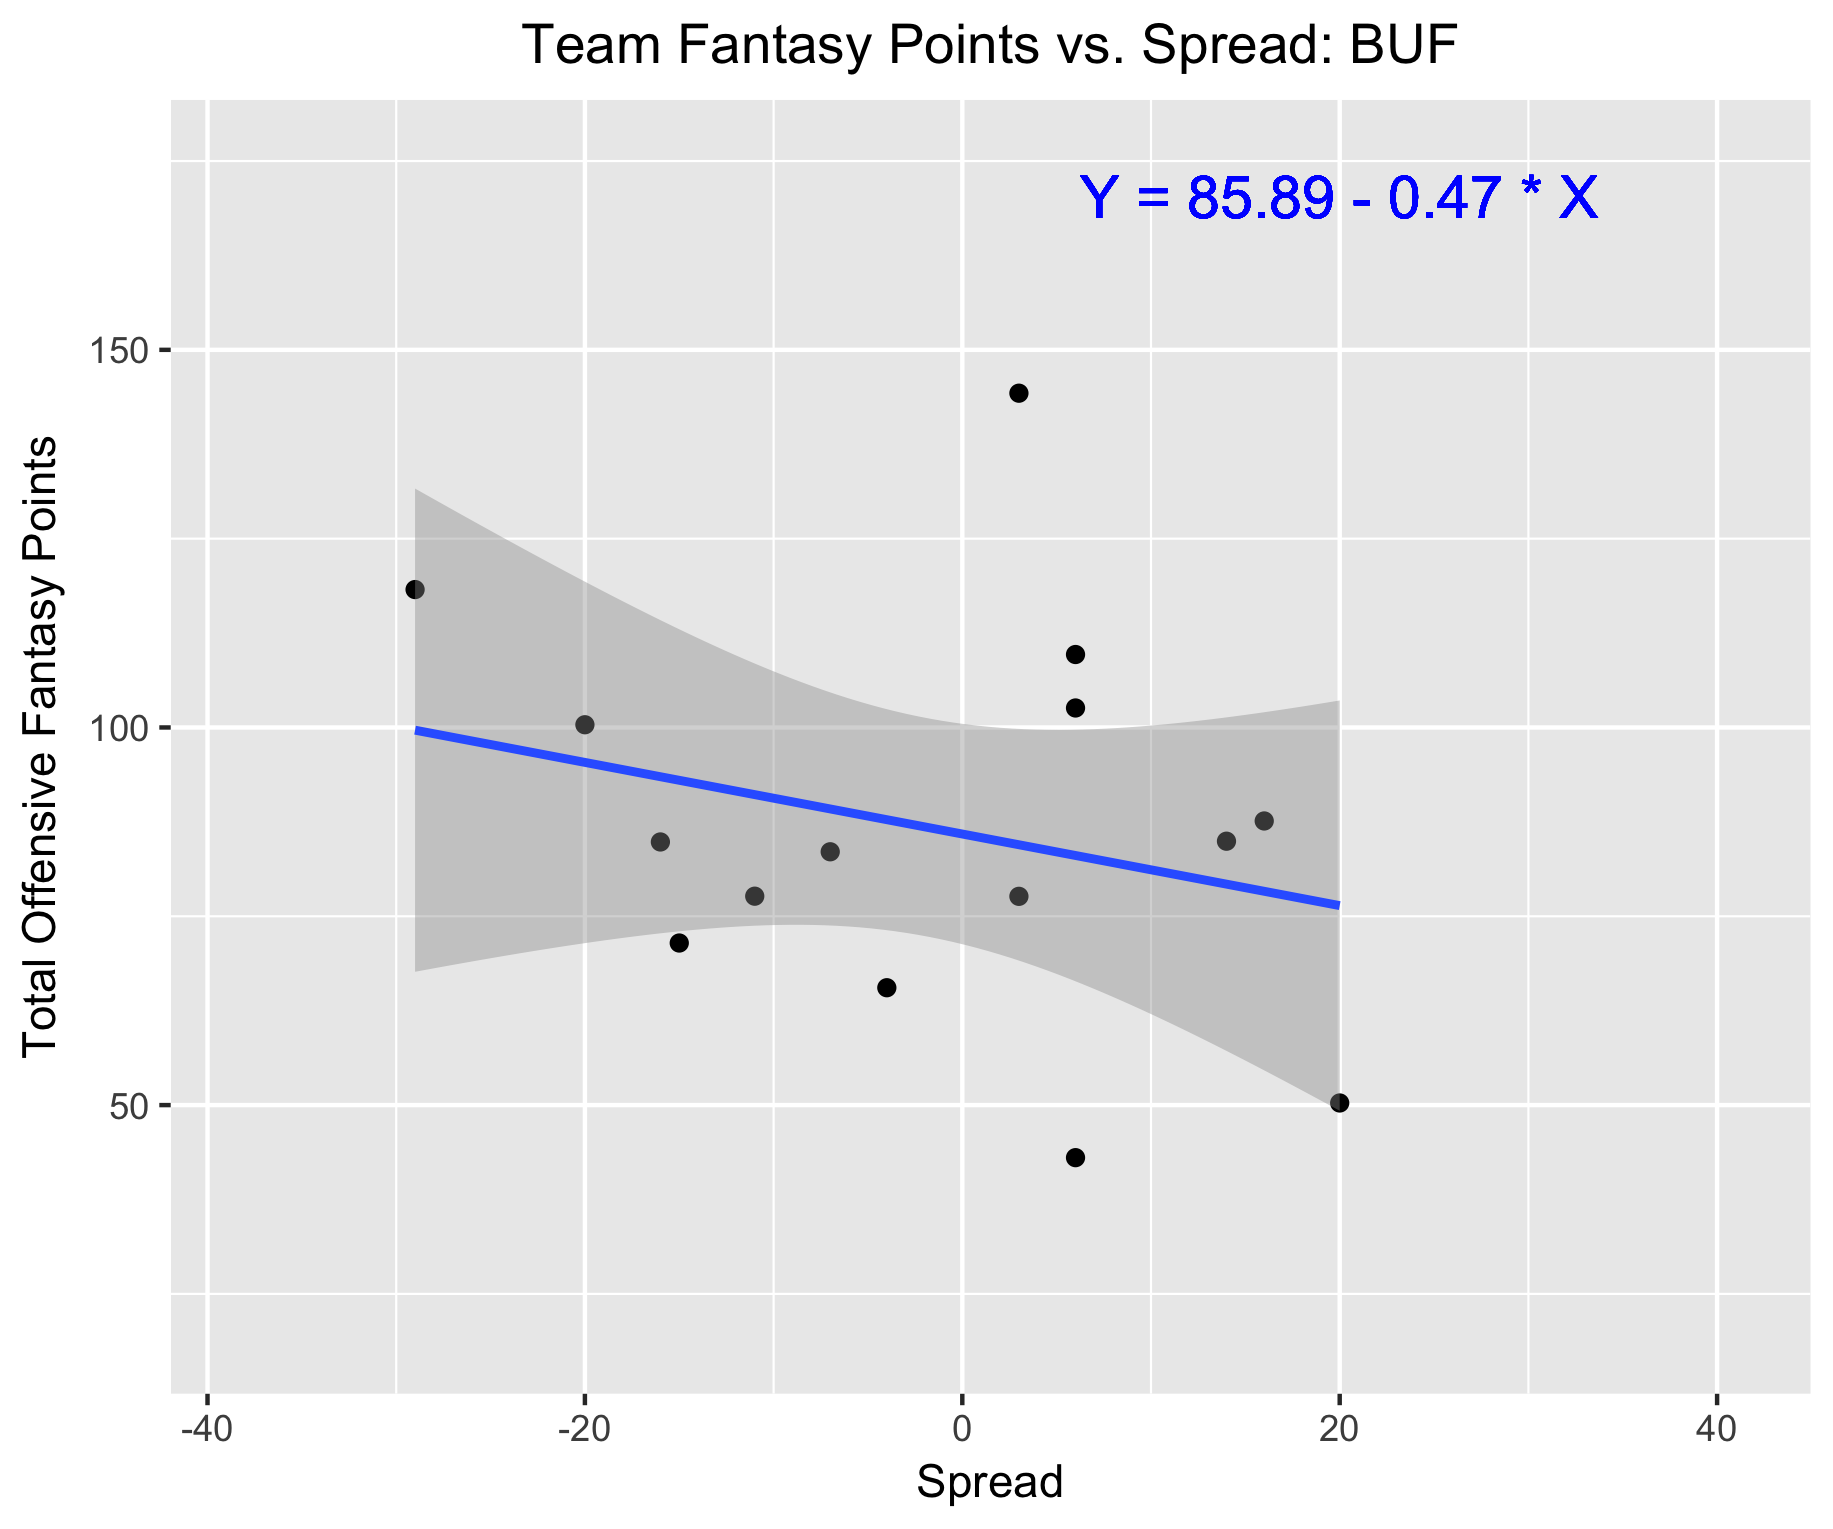 Team Fantasy Points vs. Spread: BUF
Y = 85.89 - 0.47 * X
Total Offensive Fantasy Points
150
100
50
-40
-20
0
20
40
Spread